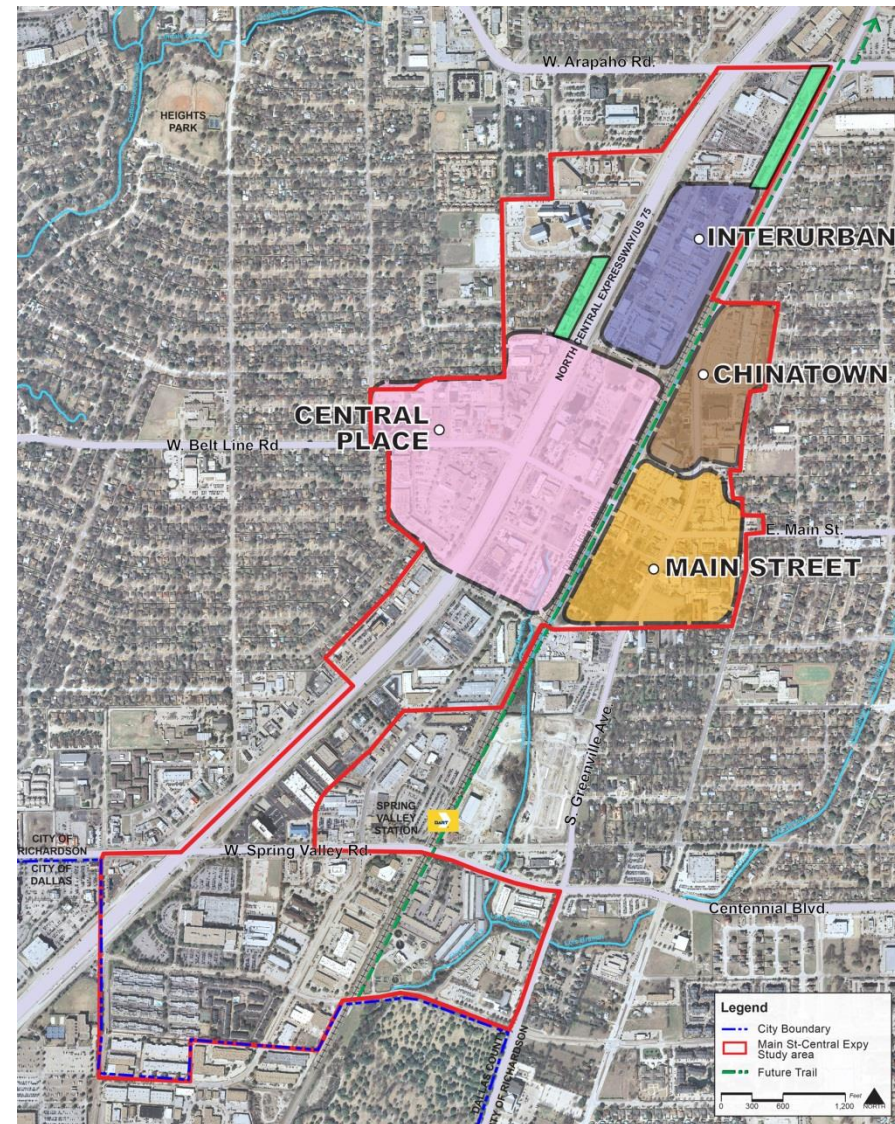 W. Arapaho Rd.
HEIGHTS
PARK
NORTH CENTRAL EXPRESSWAY/US 75
INTERURBAN
CHINATOWN
CENTRAL
PLACE
W. Belt Line Rd
E. Main St.
MAIN STREET
S. Greenville Ave.
SPRING
VALLEY
STATION
DART
CITY OF
RICHARDSON
CITY OF
DALLAS
W. Spring Valley Rd.
Centennial Blvd.
DALLAS COUNTY
CITY OF RICHARDSON
Legend
City Boundary
Main St-Central Expy
Study area
Future Trail
Feet
0 300 600 1,200
NORTH